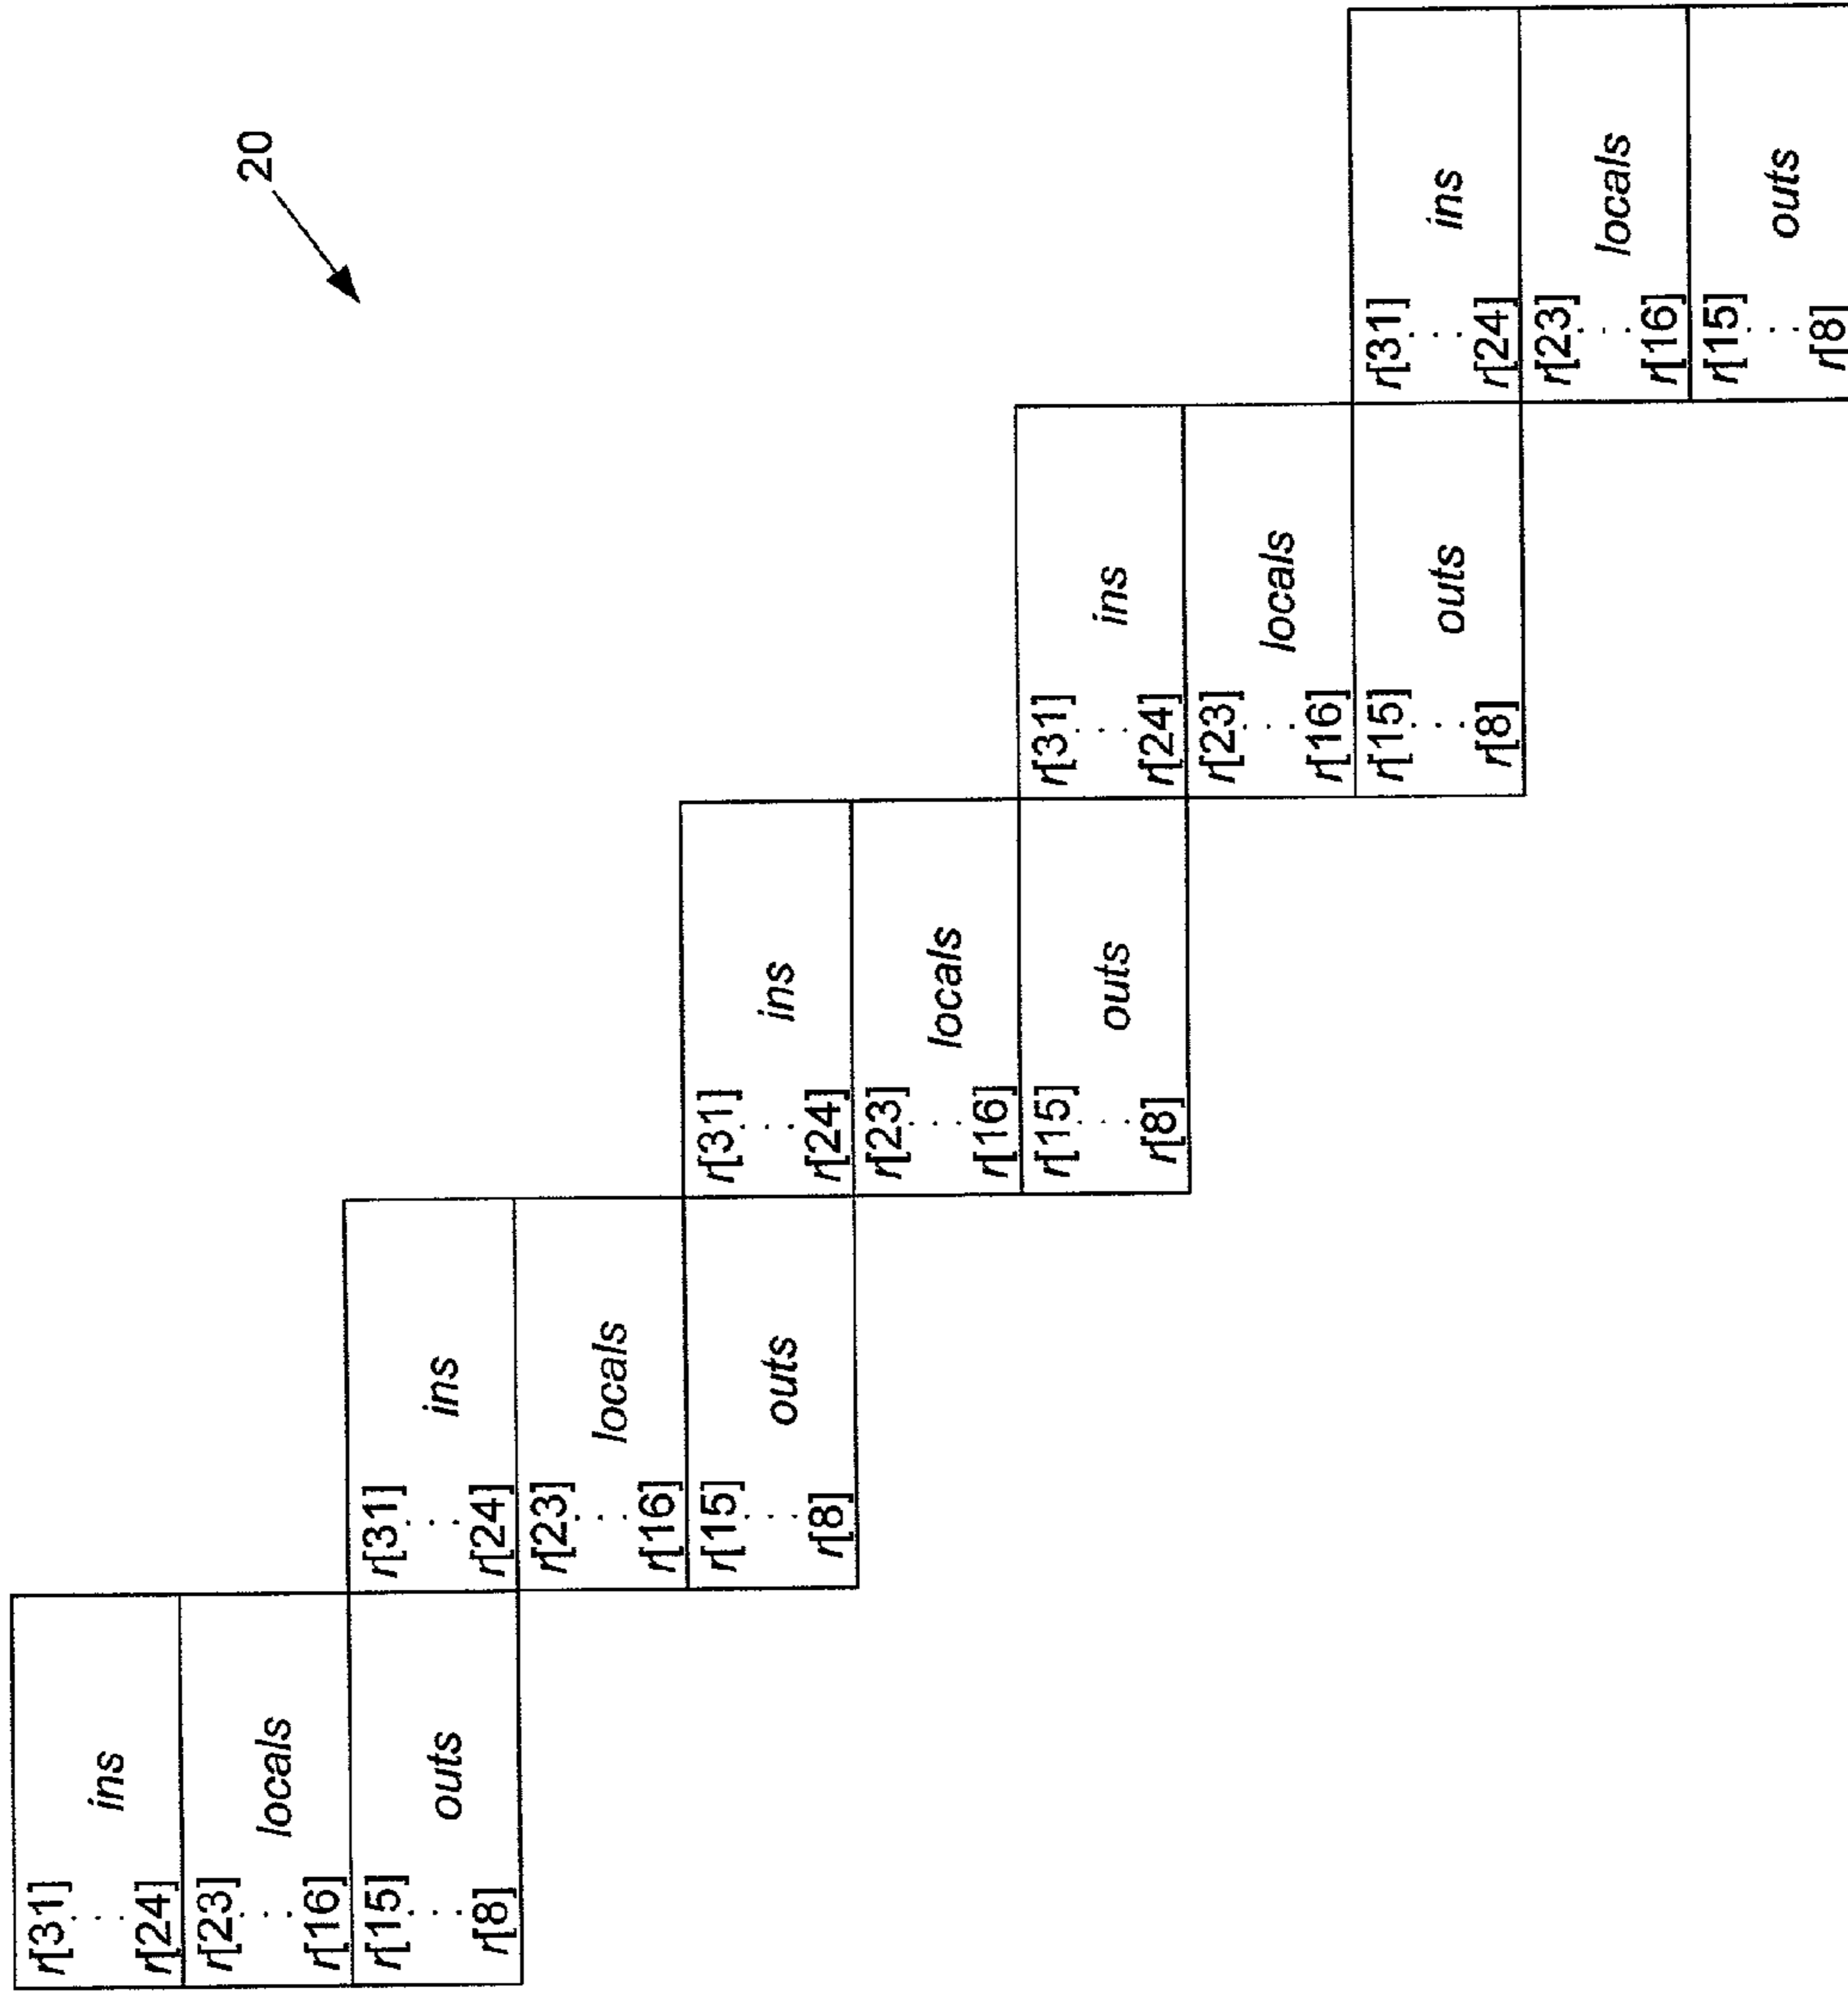 20
r[31]
. . .
ins
r[24]
r[23]
. . .
locals
r[16]
r[15]
. . .
outs
r[8]
r[31]
. . .
ins
r[24]
r[23]
. . .
locals
r[16]
r[15]
. . .
outs
r[8]
r[31]
. . .
ins
r[24]
r[23]
. . .
locals
r[16]
r[15]
. . .
outs
r[8]
r[31]
. . .
ins
r[24]
r[23]
. . .
locals
r[16]
r[15]
. . .
outs
r[8]
r[31]
. . .
ins
r[24]
r[23]
. . .
locals
r[16]
r[15]
. . .
outs
r[8]